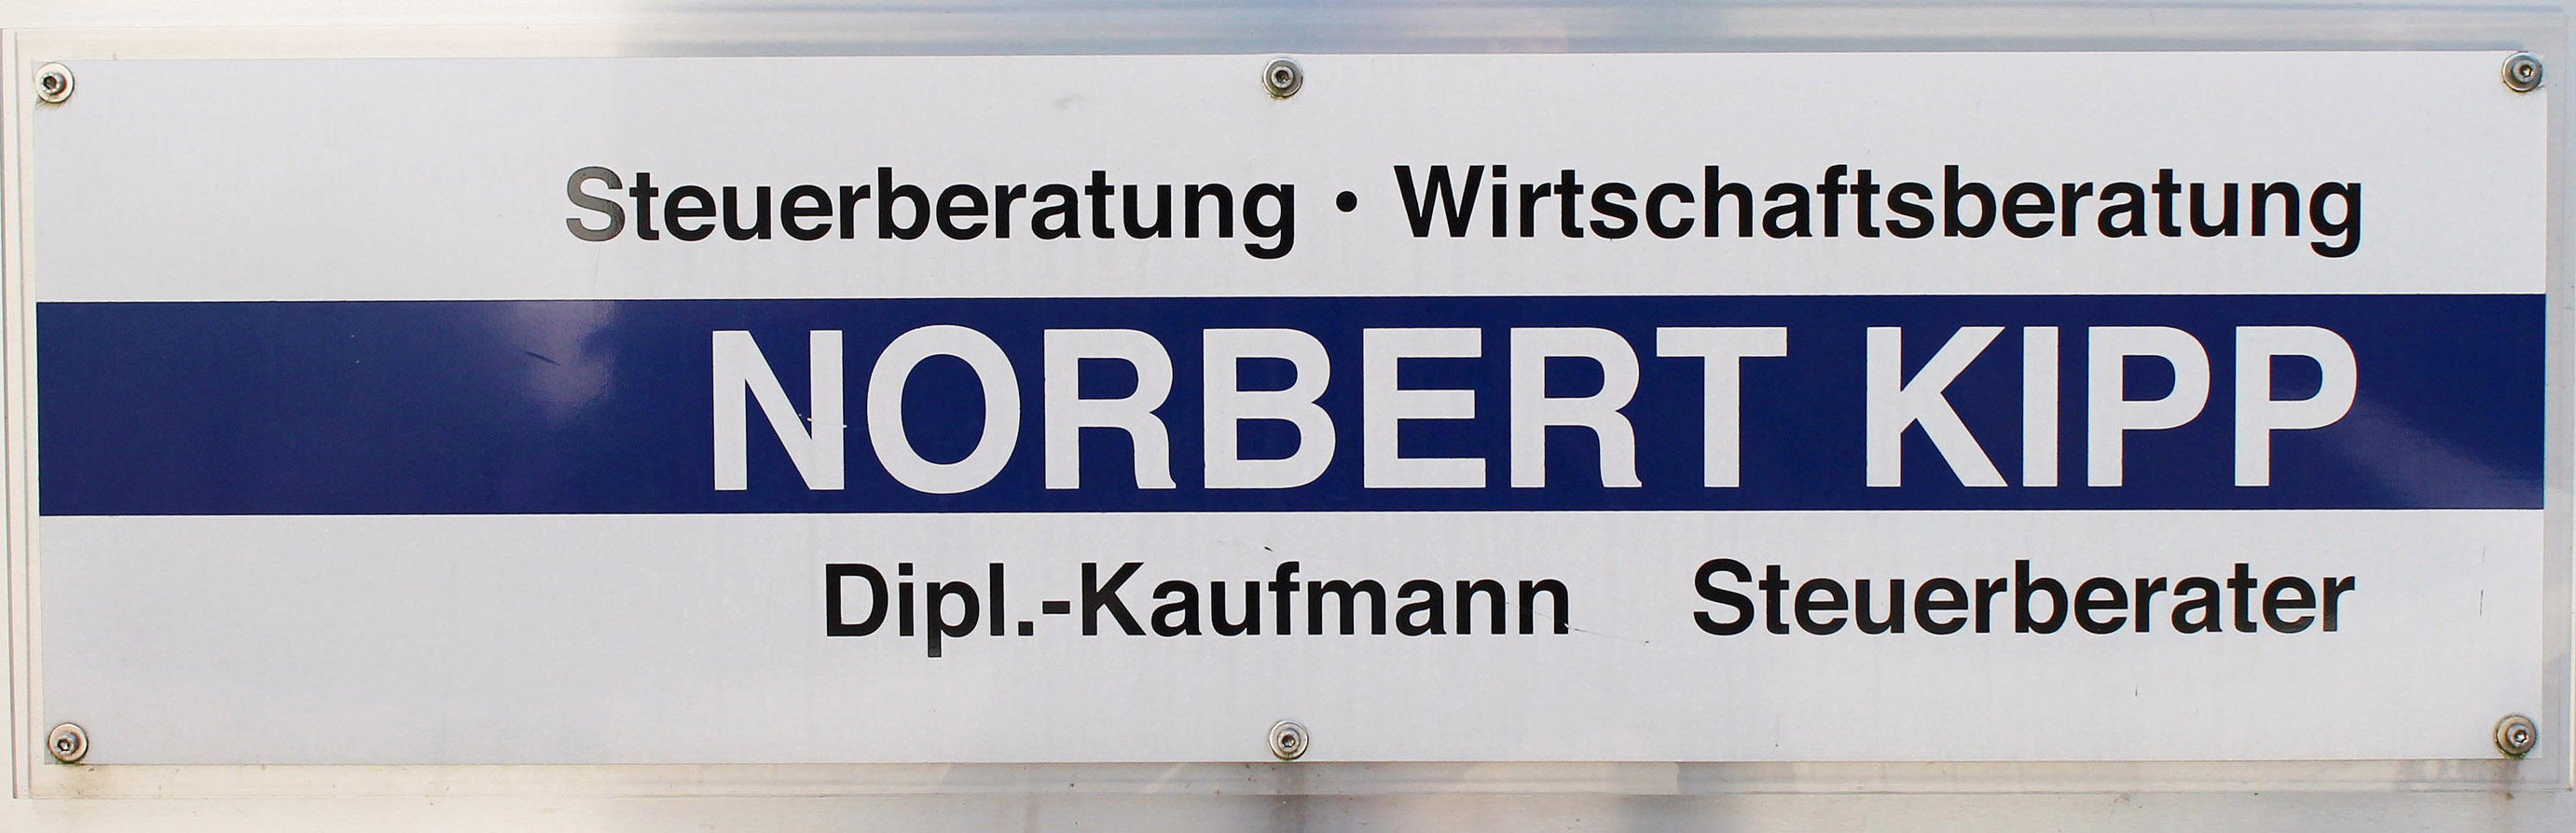 Steuerberatung • Wirtschaftsberatung
NORBERT KIPP
Dipl.-Kaufmann Steuerberater